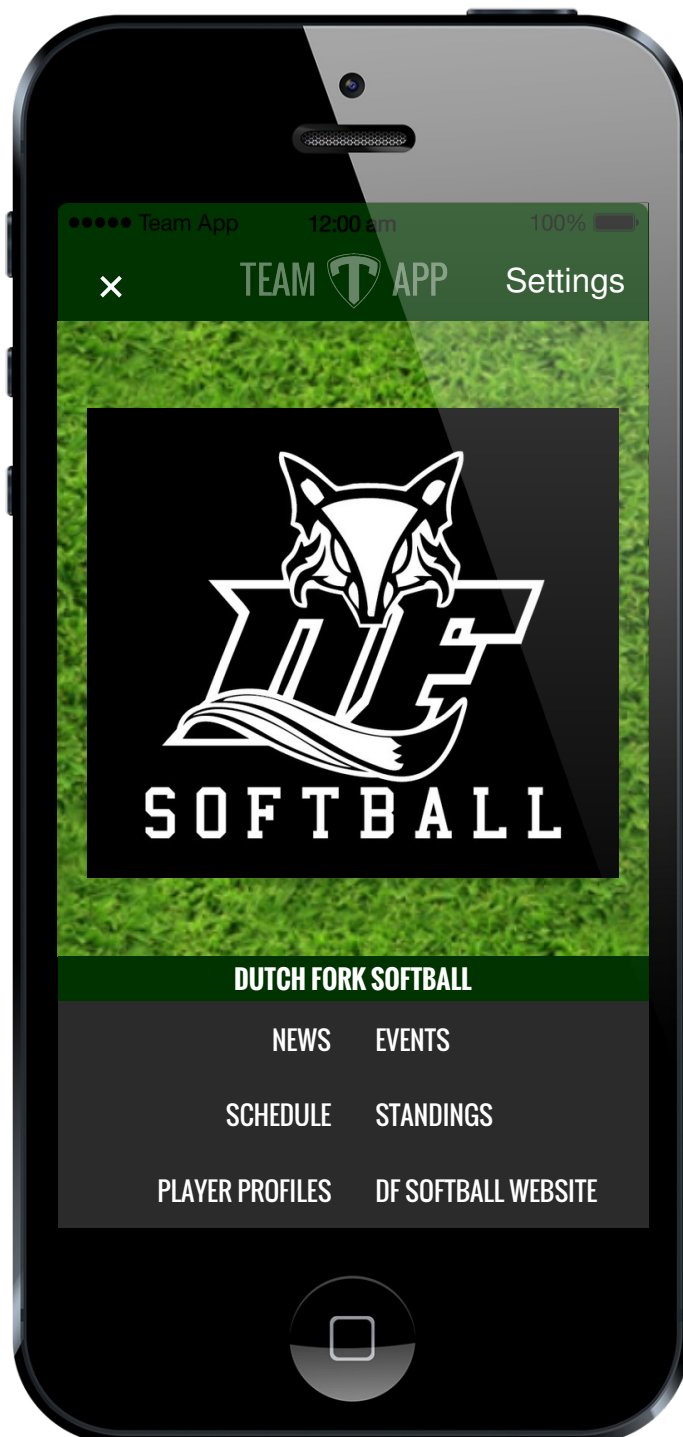 Team App 12:00 am 100%
× TEAM T APP Settings
DF
SOFTBALL
DUTCH FORK SOFTBALL
NEWS EVENTS
SCHEDULE STANDINGS
PLAYER PROFILES DF SOFTBALL WEBSITE